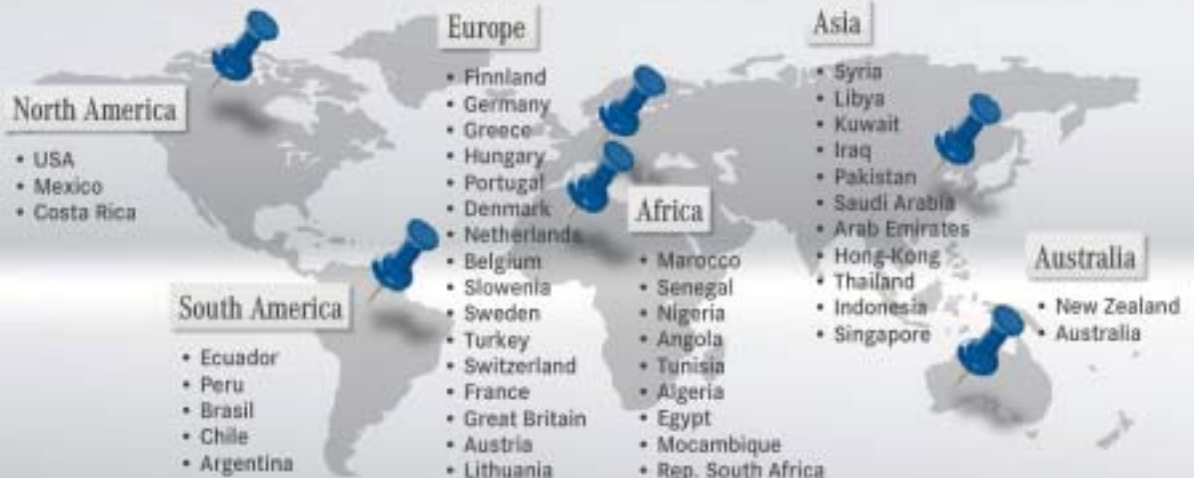 North America
• USA
• Mexico
• Costa Rica
South America
• Ecuador
• Peru
• Brasil
• Chile
• Argentina
Europe
• Finnland
• Germany
• Greece
• Hungary
• Portugal
• Denmark
• Netherlands
• Belgium
• Slowenia
• Sweden
• Turkey
• Switzerland
• France
• Great Britain
• Austria
• Lithuania
Africa
• Marocco
• Senegal
• Nigeria
• Angola
• Tunisia
• Algeria
• Egypt
• Mocambique
• Rep. South Africa
Asia
• Syria
• Libya
• Kuwait
• Iraq
• Pakistan
• Saudi Arabia
• Arab Emirates
• Hong-Kong
• Thailand
• Indonesia
• Singapore
Australia
• New Zealand
• Australia